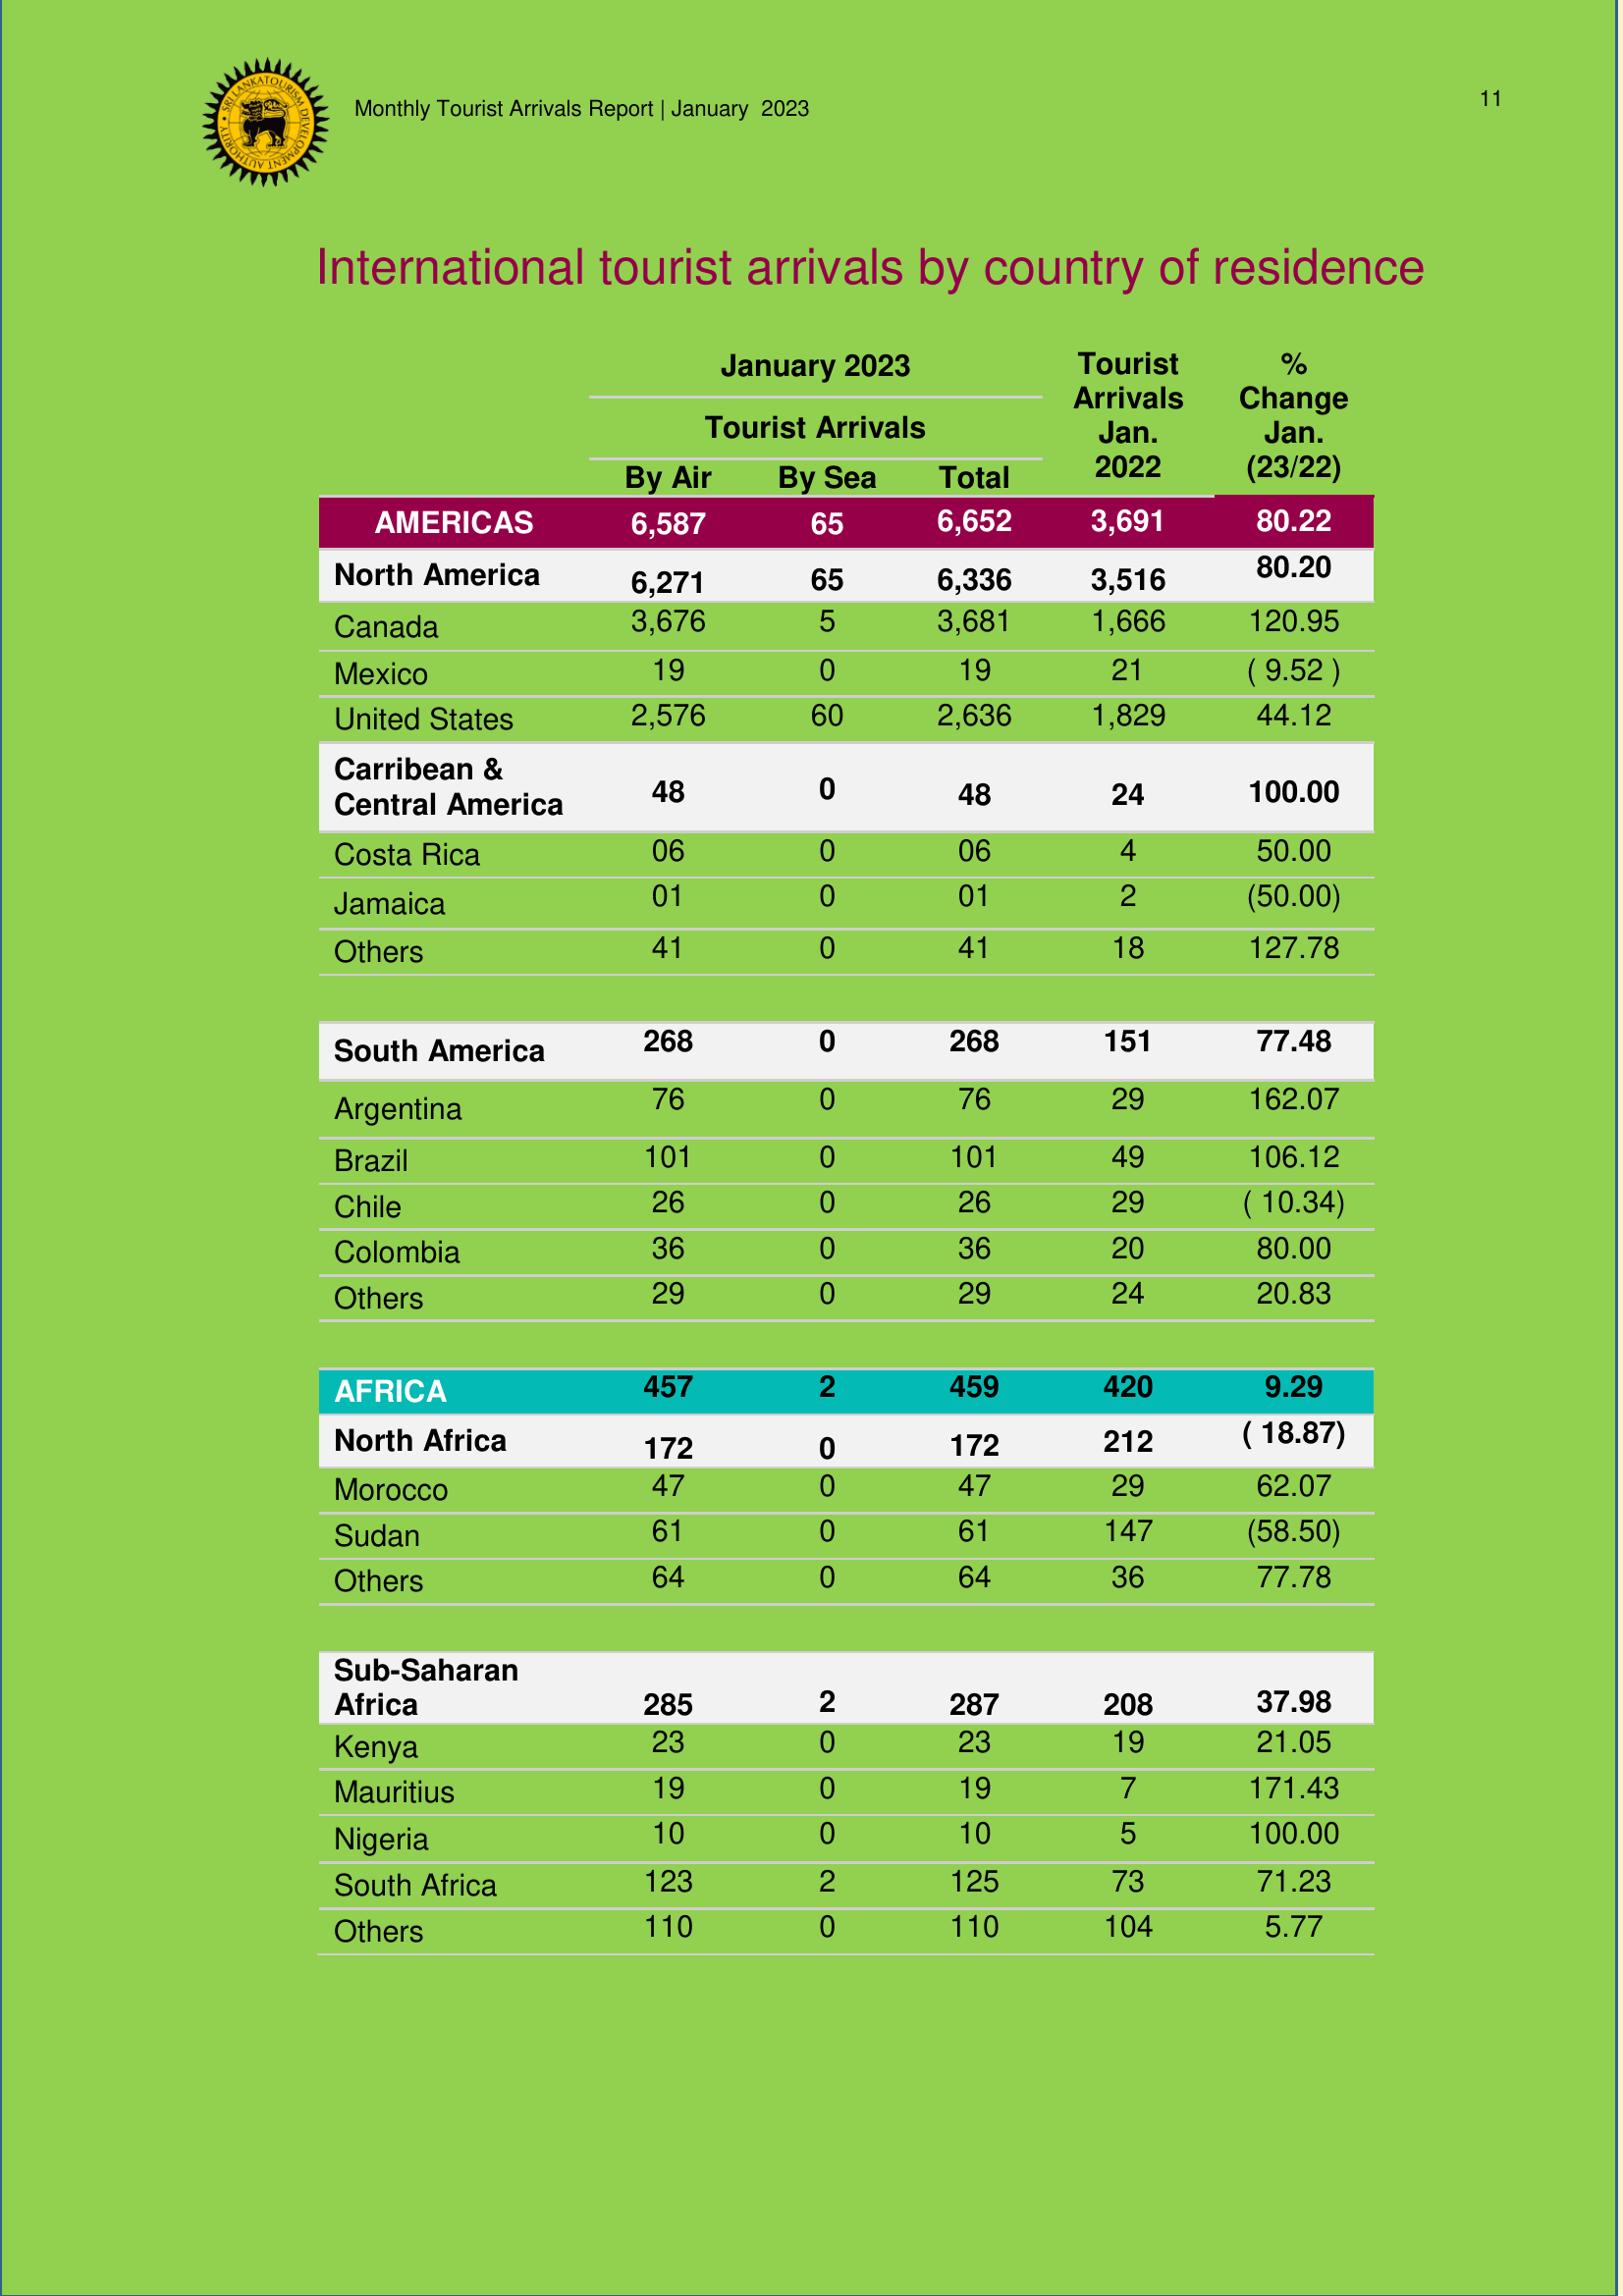 SRI LANKA TOURISM DEVELOPMENT AUTHORITY
Monthly Tourist Arrivals Report | January 2023
11
International tourist arrivals by country of residence
January 2023
Tourist Arrivals
By Air By Sea Total
Tourist
Arrivals
Jan.
2022
%
Change
Jan.
(23/22)
AMERICAS 6,587 65 6,652 3,691 80.22
North America 6,271 65 6,336 3,516 80.20
Canada 3,676 5 3,681 1,666 120.95
Mexico 19 0 19 21 ( 9.52 )
United States 2,576 60 2,636 1,829 44.12
Carribean &
Central America 48 0 48 24 100.00
Costa Rica 06 0 06 4 50.00
Jamaica 01 0 01 2 (50.00)
Others 41 0 41 18 127.78
South America 268 0 268 151 77.48
Argentina 76 0 76 29 162.07
Brazil 101 0 101 49 106.12
Chile 26 0 26 29 ( 10.34)
Colombia 36 0 36 20 80.00
Others 29 0 29 24 20.83
AFRICA 457 2 459 420 9.29
North Africa 172 0 172 212 ( 18.87)
Morocco 47 0 47 29 62.07
Sudan 61 0 61 147 (58.50)
Others 64 0 64 36 77.78
Sub-Saharan
Africa 285 2 287 208 37.98
Kenya 23 0 23 19 21.05
Mauritius 19 0 19 7 171.43
Nigeria 10 0 10 5 100.00
South Africa 123 2 125 73 71.23
Others 110 0 110 104 5.77